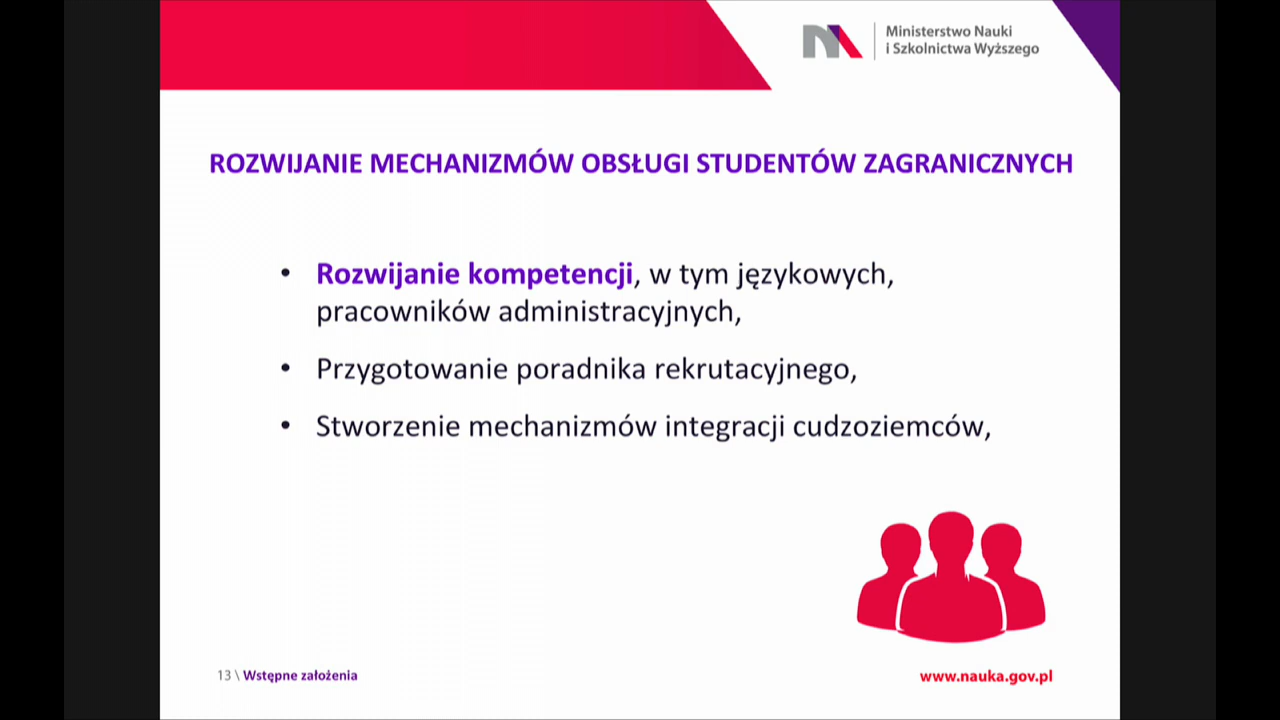 Ministerstwo Nauki
i Szkolnictwa Wyższego
ROZWIJANIE MECHANIZMÓW OBSŁUGI STUDENTÓW ZAGRANICZNYCH
• Rozwijanie kompetencji, w tym językowych,
pracowników administracyjnych,
• Przygotowanie poradnika rekrutacyjnego,
• Stworzenie mechanizmów integracji cudzoziemców,
13 \ Wstępne założenia
www.nauka.gov.pl